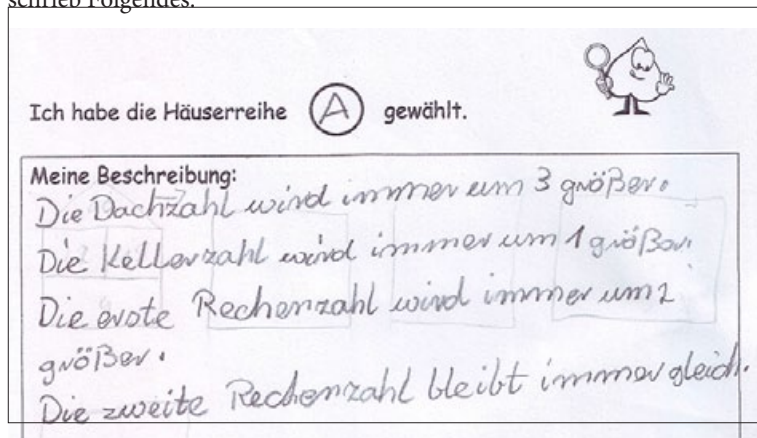 schrieb Folgendes:
Ich habe die Häuserreihe A gewählt.
Meine Beschreibung:
Die Dachzahl wird immer um 3 größer.
Die Kellerzahl wird immer um 1 größer.
Die erste Rechenzahl wird immer um 1
größer.
Die zweite Rechenzahl bleibt immer gleich.